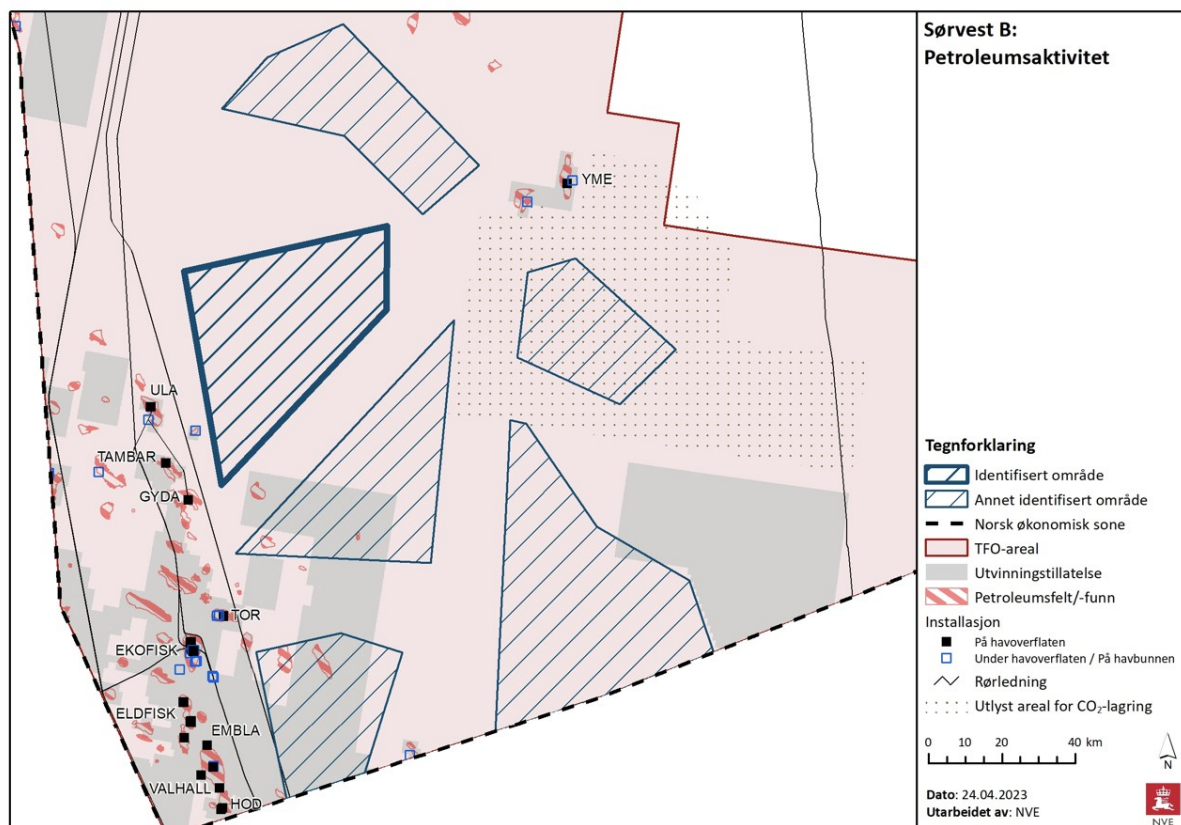 Sørvest B:
Petroleumsaktivitet
YME
ULA
TAMBAR
GYDA
TOR
EKOFISK
ELDFISK
EMBLA
VALHALL
HOD
Tegnforklaring
Identifisert område
Annet identifisert område
Norsk økonomisk sone
TFO-areal
Utvinningstillatelse
Petroleumsfelt/-funn
Installasjon
På havoverflaten
Under havoverflaten / På havbunnen
Rørledning
Utlyst areal for CO₂-lagring
0 10 20 40 km
N
Dato: 24.04.2023
Utarbeidet av: NVE
NVE